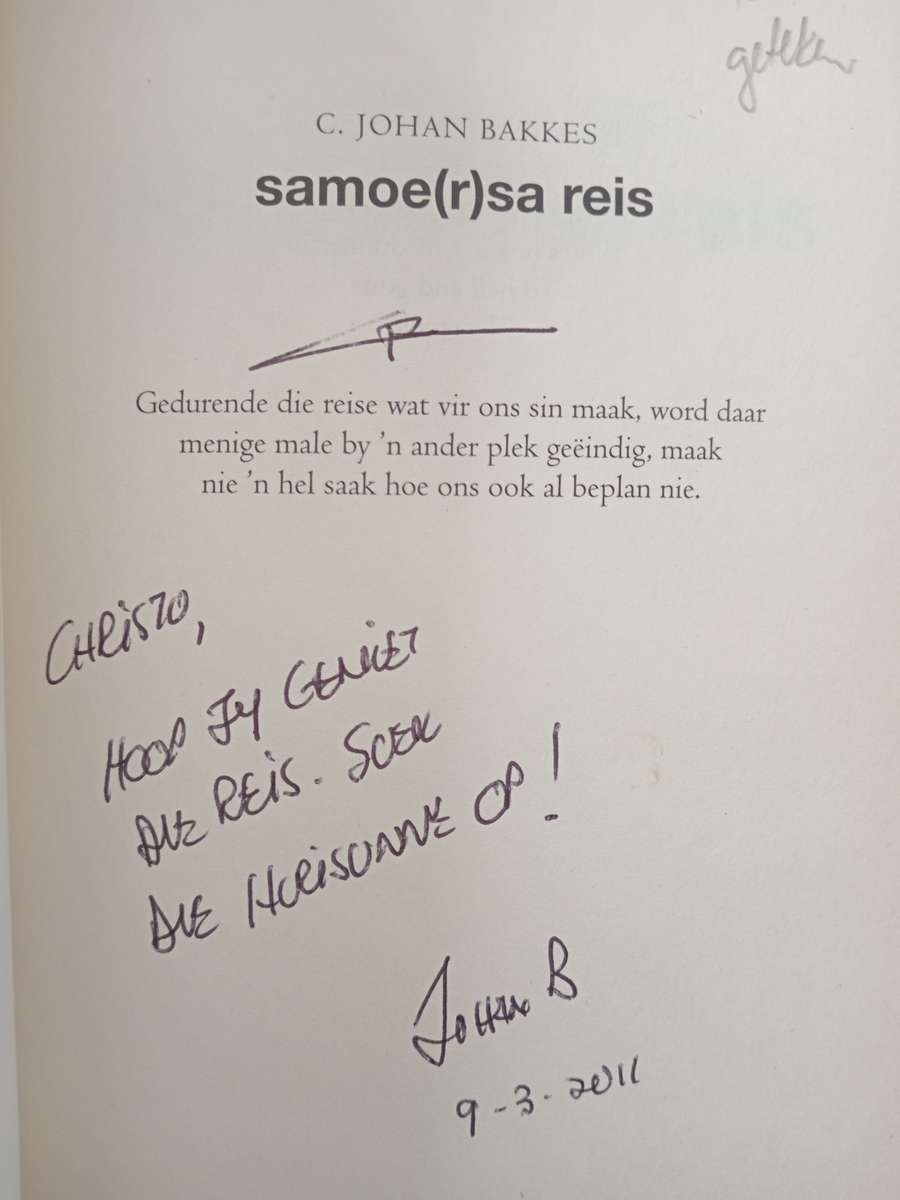 geteken
C. JOHAN BAKKES
samoe(r)sa reis
Gedurende die reise wat vir ons sin maak, word daar
menige male by 'n ander plek geëindig, maak
nie 'n hel saak hoe ons ook al beplan nie.
CHRISTO,
HOOP JY GENIET
DIE REIS. SOEK
DIE HORISONNE OP!
JOHAN B
9-3-2011